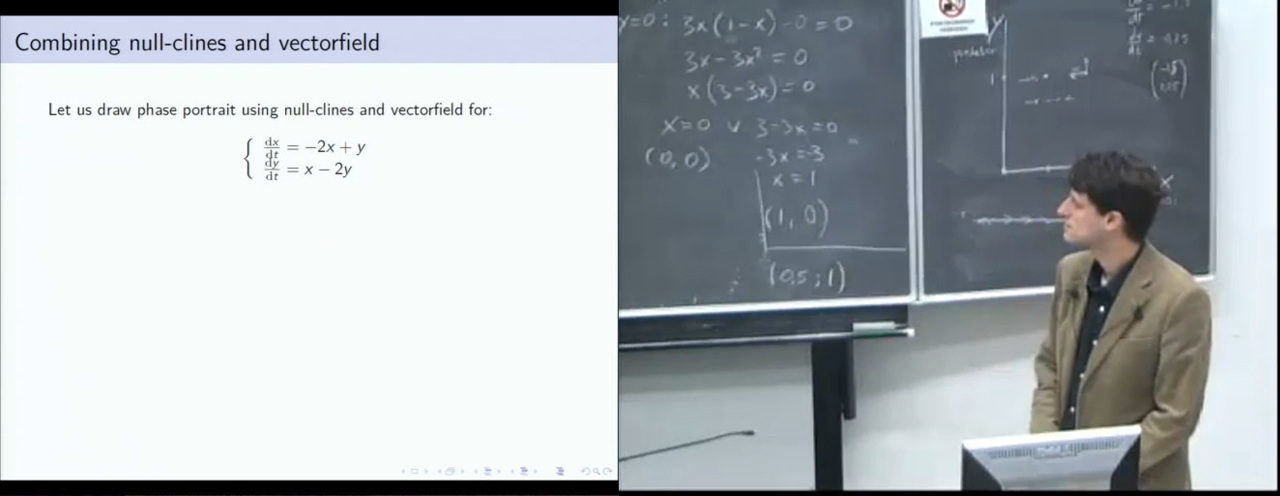 Combining null-clines and vectorfield
Let us draw phase portrait using null-clines and vectorfield for:
dx/dt = −2x + y
dy/dt = x − 2y
y=0: 3x(1-x)-0=0
3x-3x²=0
x(3-3x)=0
x=0 v 3-3x=0
(0,0) -3x=-3
x=1
(1,0)
(0,5;1)
y
1
x